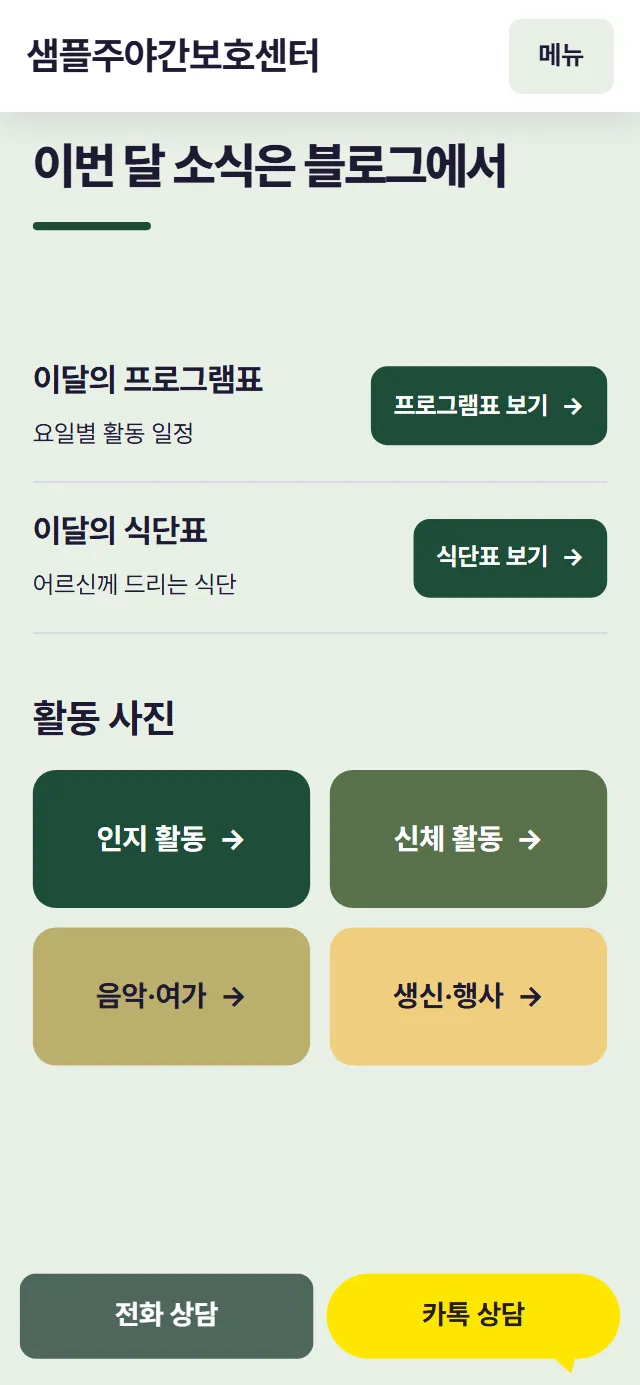 샘플주야간보호센터
메뉴
이번 달 소식은 블로그에서
이달의 프로그램표
요일별 활동 일정
프로그램표 보기 →
이달의 식단표
어르신께 드리는 식단
식단표 보기 →
활동 사진
인지 활동 →
신체 활동 →
음악·여가 →
생신·행사 →
전화 상담
카톡 상담